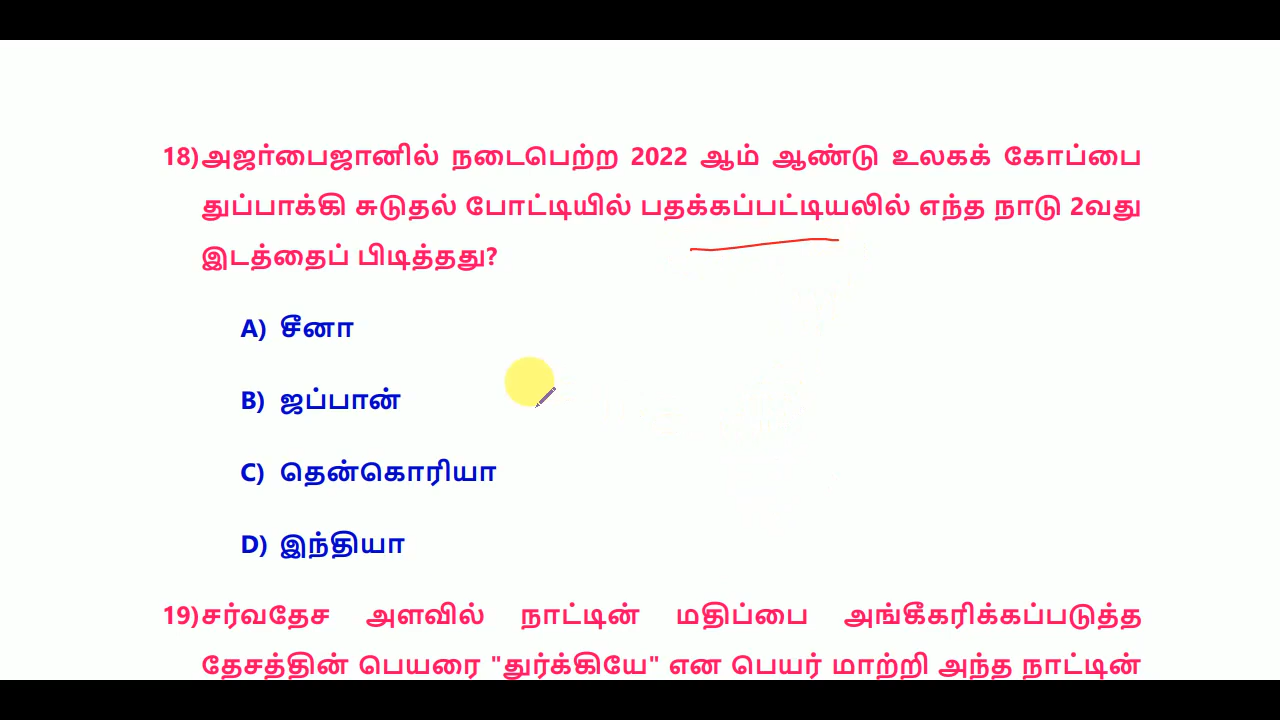 18)அஜர்பைஜானில் நடைபெற்ற 2022 ஆம் ஆண்டு உலகக் கோப்பை
துப்பாக்கி சுடுதல் போட்டியில் பதக்கப்பட்டியலில் எந்த நாடு 2வது
இடத்தைப் பிடித்தது?
A) சீனா
B) ஜப்பான்
C) தென்கொரியா
D) இந்தியா
19)சர்வதேச அளவில் நாட்டின் மதிப்பை அங்கீகரிக்கப்படுத்த
தேசத்தின் பெயரை "துர்க்கியே" என பெயர் மாற்றி அந்த நாட்டின்